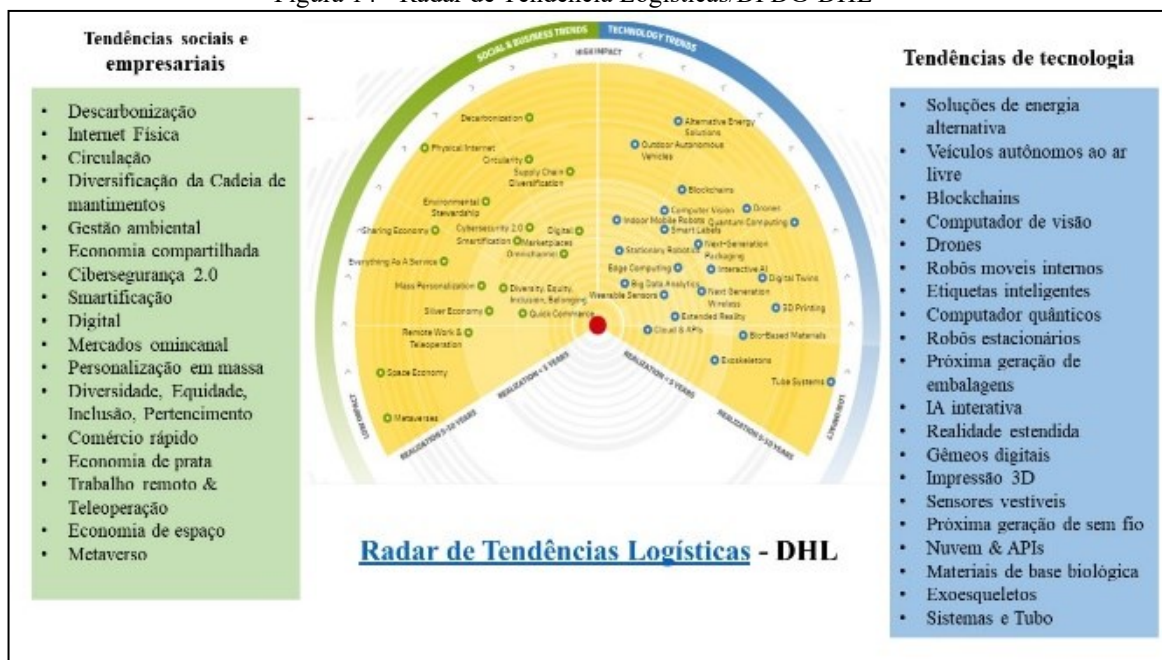 Figura 14 - Radar de Tendência Logísticas/DPDG-DHL
Tendências sociais e
empresariais
• Descarbonização
• Internet Física
• Circulação
• Diversificação da Cadeia de
mantimentos
• Gestão ambiental
• Economia compartilhada
• Cibersegurança 2.0
• Smartificação
• Digital
• Mercados omincanal
• Personalização em massa
• Diversidade, Equidade,
Inclusão, Pertencimento
• Comércio rápido
• Economia de prata
• Trabalho remoto &
Teleoperação
• Economia de espaço
• Metaverso
SOCIAL & BUSINESS TRENDS
TECHNOLOGY TRENDS
HIGH IMPACT
Decarbonization
Physical Internet
Circularity
Supply Chain
Diversification
Environmental
Stewardship
Sharing Economy
Cybersecurity 2.0
Smartification
Digital
Marketplaces
Omnichannel
Everything As A Service
Mass Personalization
Diversity, Equity,
Inclusion, Belonging
Silver Economy
Quick Commerce
Remote Work &
Teleoperation
Space Economy
Metaverses
LOW IMPACT
REALIZATION < 5 YEARS
REALIZATION 5-10 YEARS
Alternative Energy
Solutions
Outdoor Autonomous
Vehicles
Blockchains
Computer Vision
Drones
Indoor Mobile Robots
Quantum Computing
Smart Labels
Stationary Robotics
Next-Generation
Packaging
Edge Computing
Interactive AI
Big Data Analytics
Digital Twins
Wearable Sensors
Next Generation
Wireless
3D Printing
Extended Reality
Cloud & APIs
Bio-Based Materials
Exoskeletons
Tube Systems
REALIZATION < 5 YEARS
REALIZATION 5-10 YEARS
LOW IMPACT
Radar de Tendências Logísticas - DHL
Tendências de tecnologia
• Soluções de energia
alternativa
• Veículos autônomos ao ar
livre
• Blockchains
• Computador de visão
• Drones
• Robôs moveis internos
• Etiquetas inteligentes
• Computador quânticos
• Robôs estacionários
• Próxima geração de
embalagens
• IA interativa
• Realidade estendida
• Gêmeos digitais
• Impressão 3D
• Sensores vestíveis
• Próxima geração de sem fio
• Nuvem & APIs
• Materiais de base biológica
• Exoesqueletos
• Sistemas e Tubo